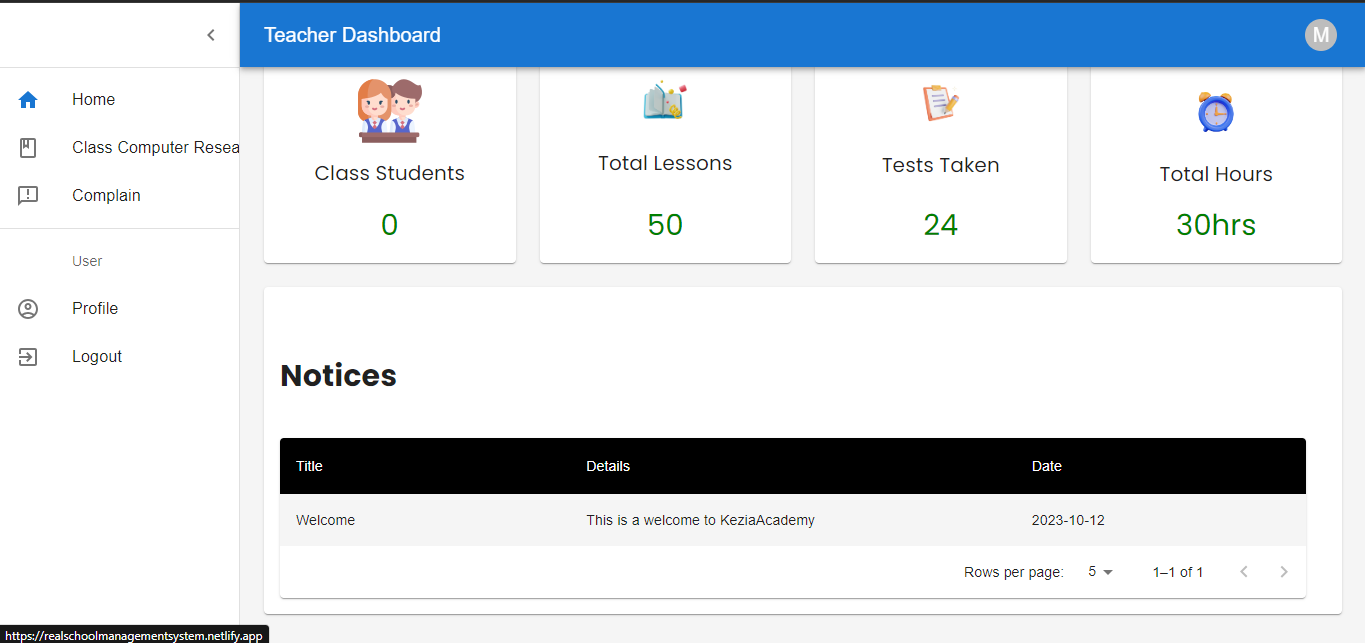 Teacher Dashboard
M
Home
Class Computer Resea
Complain
User
Profile
Logout
Class Students
0
Total Lessons
50
Tests Taken
24
Total Hours
30hrs
Notices
Title Details Date
Welcome This is a welcome to KeziaAcademy 2023-10-12
Rows per page: 5 1–1 of 1
https://realschoolmanagementsystem.netlify.app